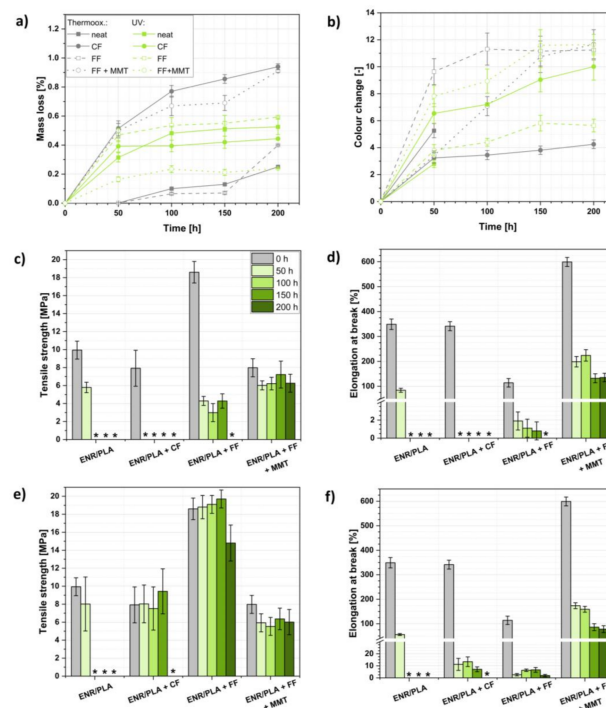 a)
Thermoox.: UV:
neat neat
CF CF
FF FF
FF + MMT FF+MMT
Mass loss [%]
1.2
1.0
0.8
0.6
0.4
0.2
0.0
0 50 100 150 200
Time [h]
b)
Colour change [-]
14
12
10
8
6
4
2
0
0 50 100 150 200
Time [h]
c)
0 h
50 h
100 h
150 h
200 h
Tensile strength [MPa]
20
18
16
14
12
10
8
6
4
2
0
* * *
* * * *
*
ENR/PLA
ENR/PLA + CF
ENR/PLA + FF
ENR/PLA + FF
+ MMT
d)
Elongation at break
[%]
600
500
400
300
200
100
2
0
* * *
* * * *
*
ENR/PLA
ENR/PLA + CF
ENR/PLA + FF
ENR/PLA + F
+ MMT
e)
Tensile strength [MPa]
20
18
16
14
12
10
8
6
4
2
0
* * *
*
ENR/PLA
ENR/PLA + CF
ENR/PLA + FF
ENR/PLA + FF
+ MMT
f)
Elongation at break
[%]
600
500
400
300
200
100
20
10
0
* * *
*
ENR/PLA
ENR/PLA + CF
ENR/PLA + FF
ENR/PLA + F
+ MMT